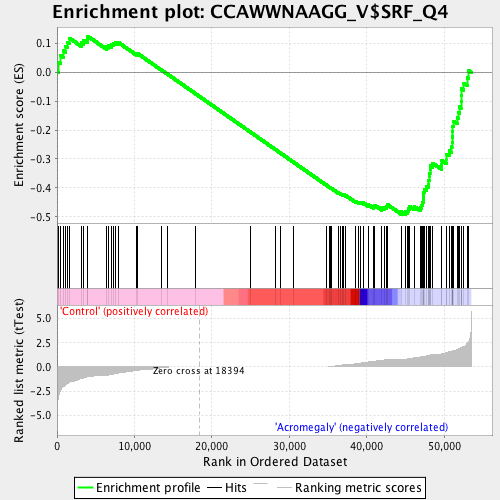 Enrichment plot: CCAWWNAAGG_V$SRF_Q4
Enrichment score (ES)
0.1
0.0
-0.1
-0.2
-0.3
-0.4
-0.5
'Control' (positively correlated)
Ranked list metric (tTest)
5.0
2.5
0.0
-2.5
-5.0
Zero cross at 18394
'Acromegaly' (negatively correlated)
0
10,000
20,000
30,000
40,000
50,000
Rank in Ordered Dataset
Enrichment profile
Hits
Ranking metric scores